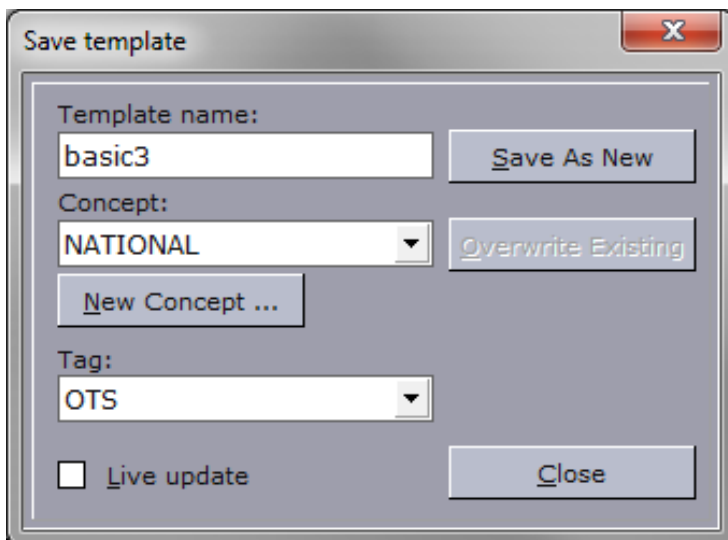 Save template
Template name:
basic3
Save As New
Concept:
NATIONAL
Overwrite Existing
New Concept ...
Tag:
OTS
Live update
Close